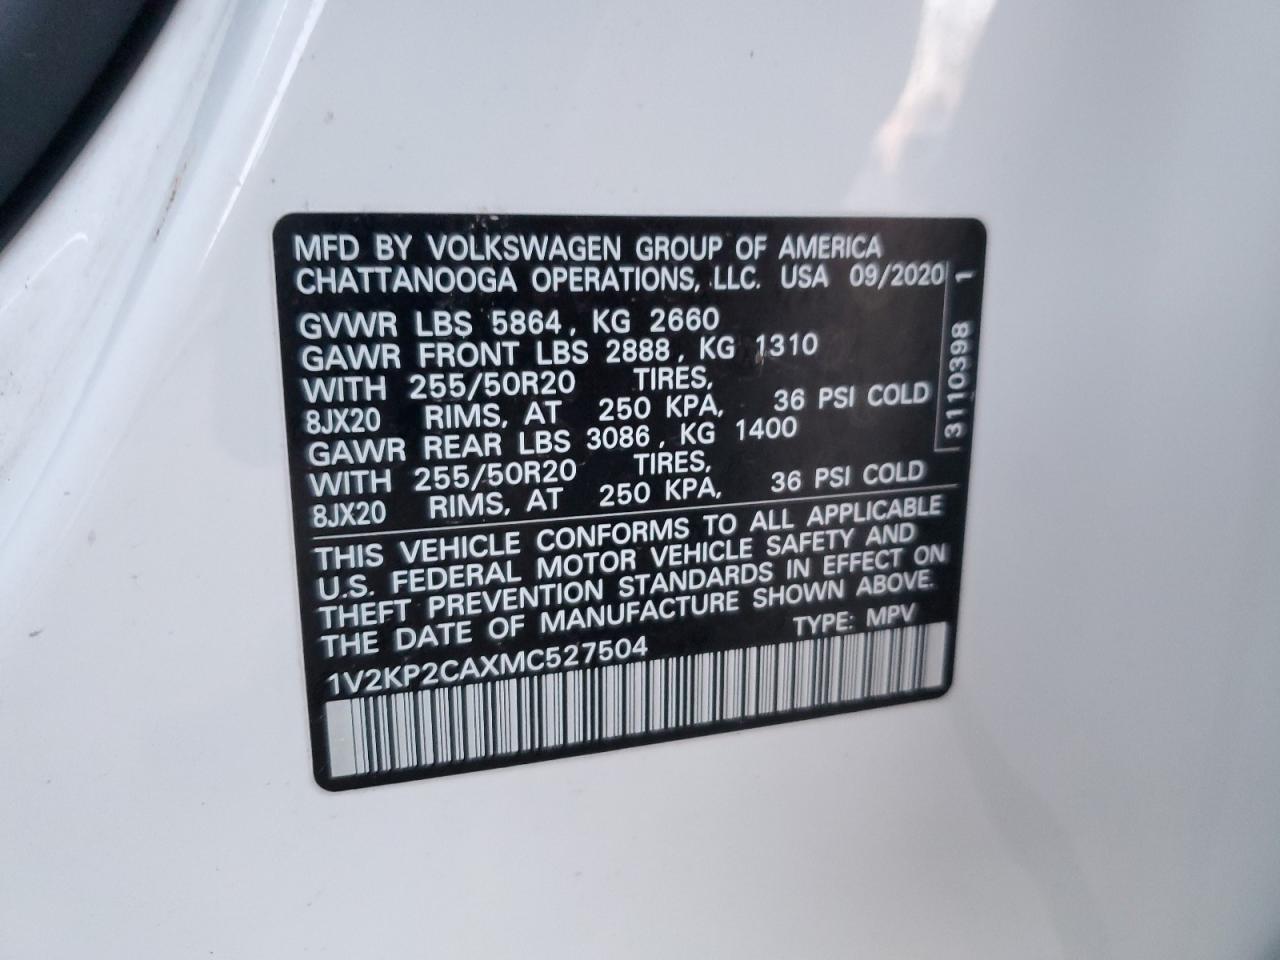 MFD BY VOLKSWAGEN GROUP OF AMERICA
CHATTANOOGA OPERATIONS, LLC. USA 09/2020
GVWR LBS 5864, KG 2660
GAWR FRONT LBS 2888, KG 1310
WITH 255/50R20 TIRES,
8JX20 RIMS, AT 250 KPA, 36 PSI COLD
GAWR REAR LBS 3086, KG 1400
WITH 255/50R20 TIRES,
8JX20 RIMS, AT 250 KPA, 36 PSI COLD
THIS VEHICLE CONFORMS TO ALL APPLICABLE
U.S. FEDERAL MOTOR VEHICLE SAFETY AND
THEFT PREVENTION STANDARDS IN EFFECT ON
THE DATE OF MANUFACTURE SHOWN ABOVE.
1V2KP2CAXMC527504 TYPE: MPV
3110398 1